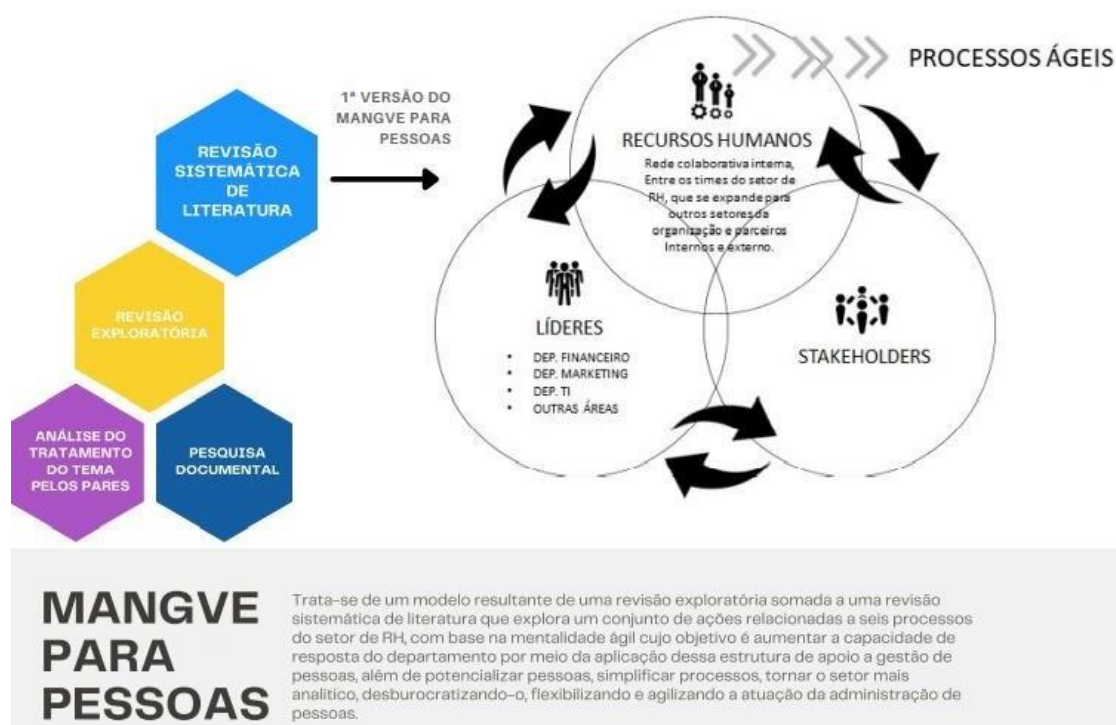 PROCESSOS ÁGEIS
1ª VERSÃO DO
MANGVE PARA
PESSOAS
REVISÃO
SISTEMÁTICA
DE
LITERATURA
REVISÃO
EXPLORATÓRIA
ANÁLISE DO
TRATAMENTO
DO TEMA
PELOS PARES
PESQUISA
DOCUMENTAL
RECURSOS HUMANOS
Rede colaborativa interna,
Entre os times do setor de
RH, que se expande para
outros setores da
organização e parceiros
Internos e externo.
LÍDERES
• DEP. FINANCEIRO
• DEP. MARKETING
• DEP. TI
• OUTRAS ÁREAS
STAKEHOLDERS
MANGVE
PARA
PESSOAS
Trata-se de um modelo resultante de uma revisão exploratória somada a uma revisão
sistemática de literatura que explora um conjunto de ações relacionadas a seis processos
do setor de RH, com base na mentalidade ágil cujo objetivo é aumentar a capacidade de
resposta do departamento por meio da aplicação dessa estrutura de apoio a gestão de
pessoas, além de potencializar pessoas, simplificar processos, tornar o setor mais
analítico, desburocratizando-o, flexibilizando e agilizando a atuação da administração de
pessoas.